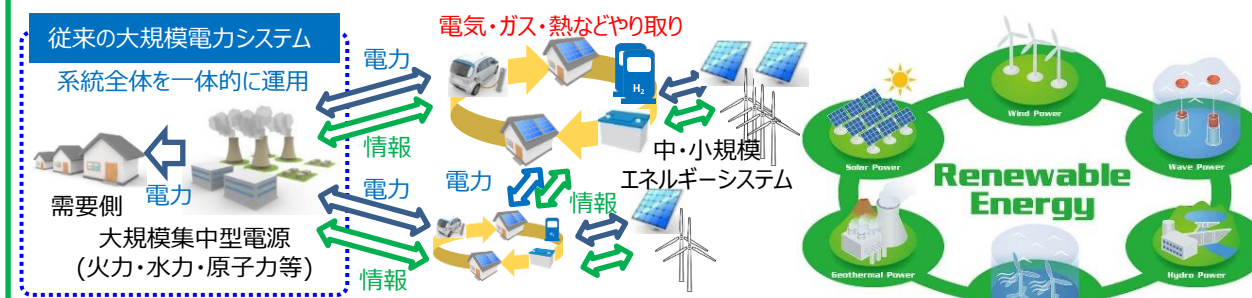 従来の大規模電力システム
系統全体を一体的に運用
電力
需要側
大規模集中型電源
(火力・水力・原子力等)
電力
情報
電力
情報
電気・ガス・熱などやり取り
H2
中・小規模
エネルギーシステム
電力
情報
Wind Power
Solar Power
Wave Power
Renewable
Energy
Geothermal Power
Hydro Power